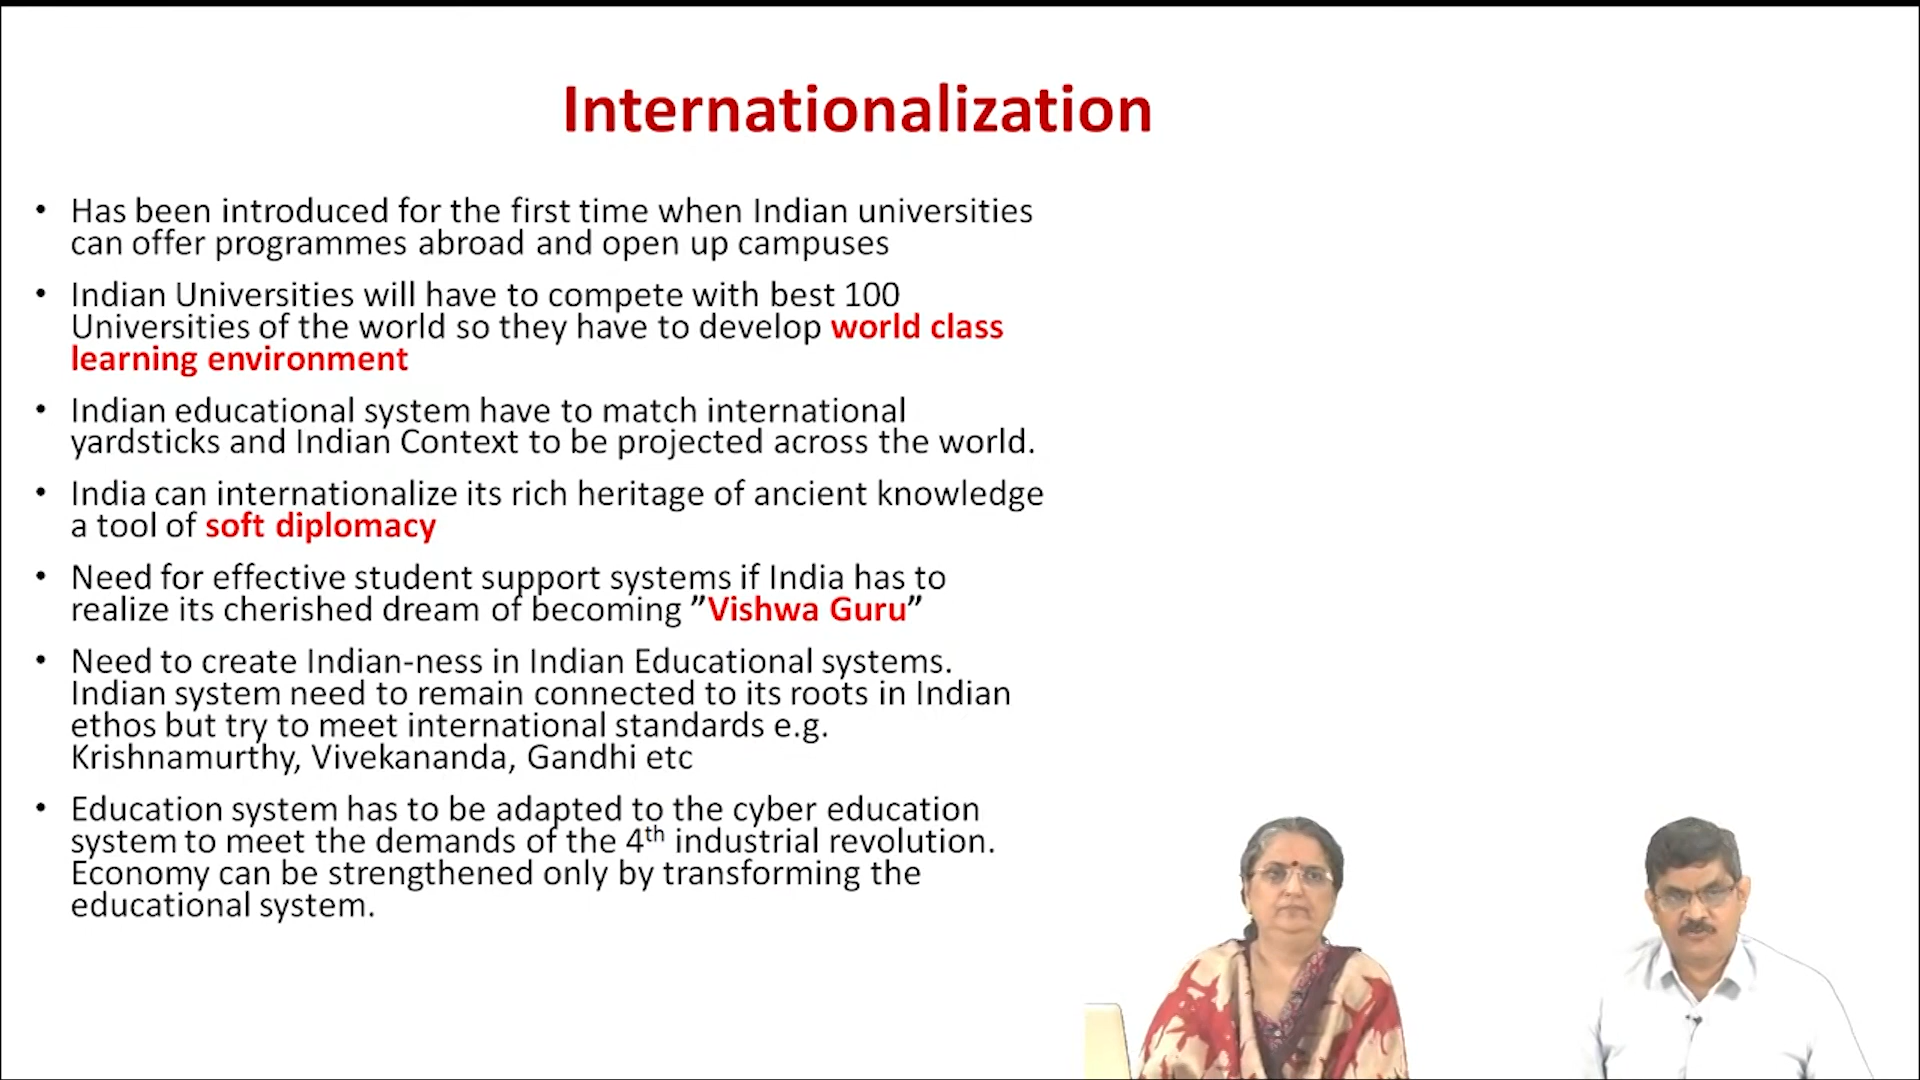 Internationalization
• Has been introduced for the first time when Indian universities
can offer programmes abroad and open up campuses
• Indian Universities will have to compete with best 100
Universities of the world so they have to develop world class
learning environment
• Indian educational system have to match international
yardsticks and Indian Context to be projected across the world.
• India can internationalize its rich heritage of ancient knowledge
a tool of soft diplomacy
• Need for effective student support systems if India has to
realize its cherished dream of becoming ”Vishwa Guru”
• Need to create Indian-ness in Indian Educational systems.
Indian system need to remain connected to its roots in Indian
ethos but try to meet international standards e.g.
Krishnamurthy, Vivekananda, Gandhi etc
• Education system has to be adapted to the cyber education
system to meet the demands of the 4th industrial revolution.
Economy can be strengthened only by transforming the
educational system.